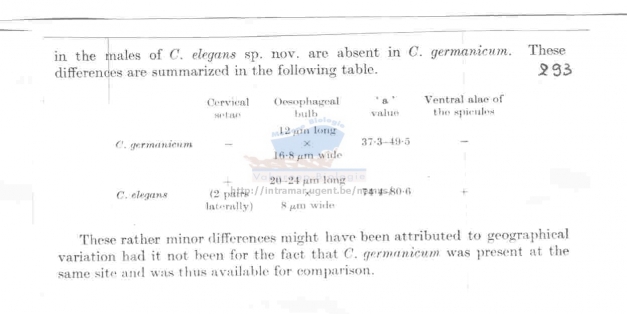 in the males of C. elegans sp. nov. are absent in C. germanicum. These
differences are summarized in the following table.
293
Cervical setae
Oesophageal bulb
'a' value
Ventral alae of the spicules
C. germanicum
−
12 μm long
×
16·8 μm wide
37·3–49·5
−
C. elegans
+
(2 pairs
laterally)
20–24 μm long
8 μm wide
80·6
+
http://intramar.ugent.be/
These rather minor differences might have been attributed to geographical
variation had it not been for the fact that C. germanicum was present at the
same site and was thus available for comparison.